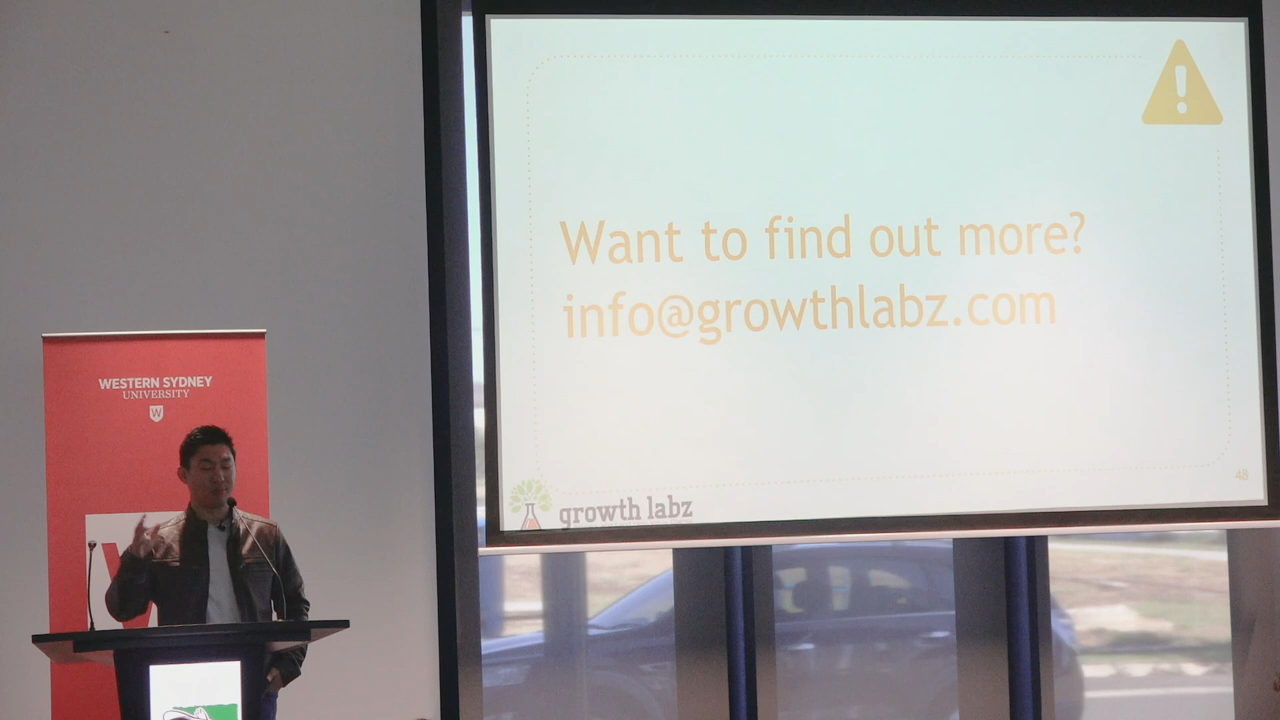 Want to find out more?
info@growthlabz.com
48
growth labz
WESTERN SYDNEY
UNIVERSITY
W